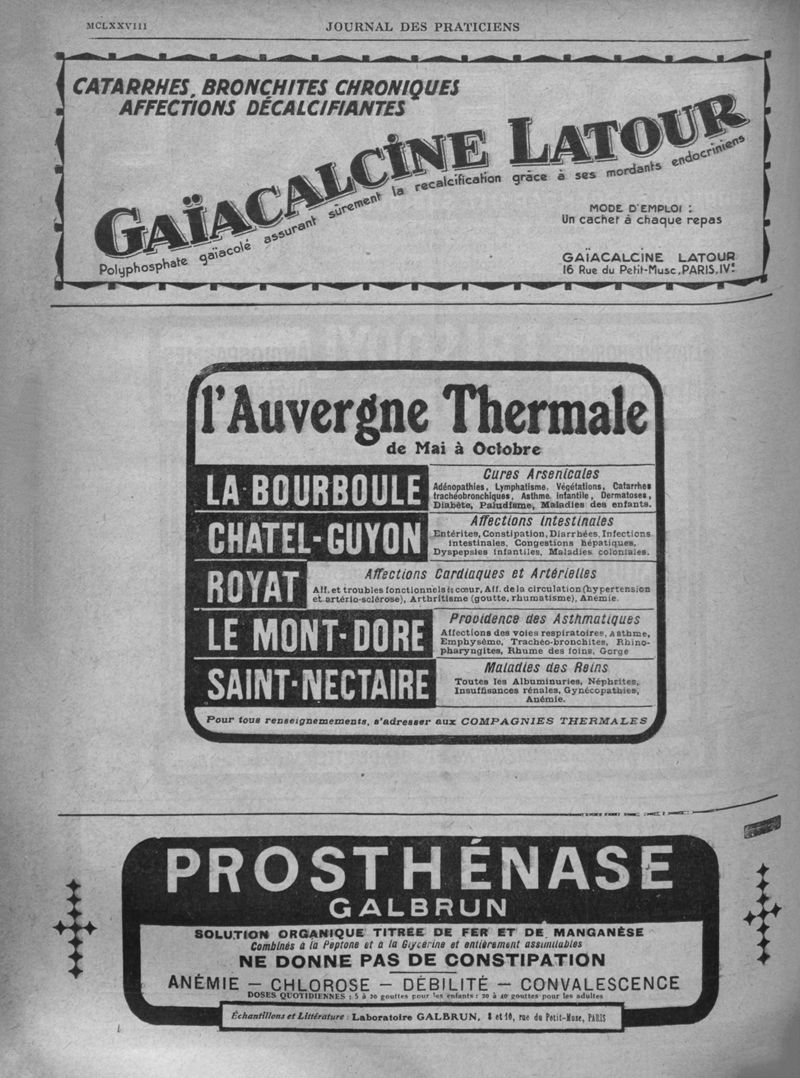 MCLXXVIII
JOURNAL DES PRATICIENS
CATARRHES, BRONCHITES CHRONIQUES
AFFECTIONS DÉCALCIFIANTES
GAÏACALCINE LATOUR
Polyphosphate gaïacolé assurant sûrement la recalcification grâce à ses mordants endocriniens
MODE D'EMPLOI :
Un cachet à chaque repas
GAÏACALCINE LATOUR
16 Rue du Petit-Musc, PARIS. IVe.
l'Auvergne Thermale
de Mai à Octobre
LA BOURBOULE
Cures Arsenicales
Adénopathies, Lymphatisme, Végétations, Catarrhes
trachéobronchiques, Asthme infantile, Dermatoses,
Diabète, Paludisme, Maladies des enfants.
CHATEL-GUYON
Affections Intestinales
Entérites, Constipation, Diarrhées, Infections
intestinales, Congestions hépatiques,
Dyspepsies infantiles, Maladies coloniales.
ROYAT
Affections Cardiaques et Artérielles
Aff. et troubles fonctionnels du cœur, Aff. de la circulation (hypertension
et artério-sclérose), Arthritisme (goutte, rhumatisme), Anémie.
LE MONT-DORE
Providence des Asthmatiques
Affections des voies respiratoires, Asthme,
Emphysème, Trachéo-bronchites, Rhino-
pharyngites, Rhume des foins, Gorge
SAINT-NECTAIRE
Maladies des Reins
Toutes les Albuminuries, Néphrites,
Insuffisances rénales, Gynécopathies,
Anémie.
Pour tous renseignemements, s'adresser aux COMPAGNIES THERMALES
PROSTHÉNASE
GALBRUN
SOLUTION ORGANIQUE TITRÉE DE FER ET DE MANGANÈSE
Combinés à la Peptone et à la Glycérine et entièrement assimilables
NE DONNE PAS DE CONSTIPATION
ANÉMIE — CHLOROSE — DÉBILITÉ — CONVALESCENCE
DOSES QUOTIDIENNES : 5 à 20 gouttes pour les enfants : 20 à 40 gouttes pour les adultes
Échantillons et Littérature : Laboratoire GALBRUN, 8 et 10, rue du Petit-Musc, PARIS